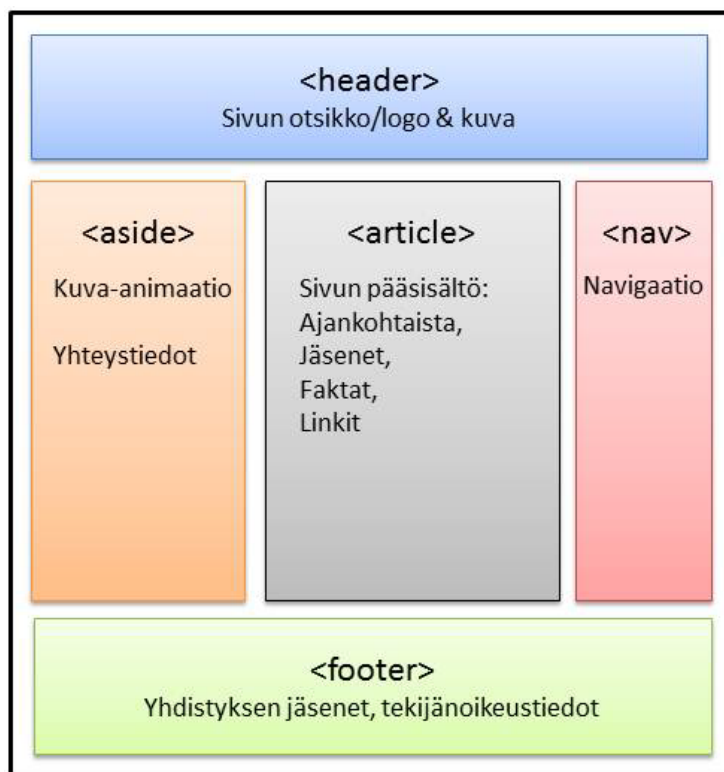 <header>
Sivun otsikko/logo & kuva
<aside>
Kuva-animaatio
Yhteystiedot
<article>
Sivun pääsisältö:
Ajankohtaista,
Jäsenet,
Faktat,
Linkit
<nav>
Navigaatio
<footer>
Yhdistyksen jäsenet, tekijänoikeustiedot